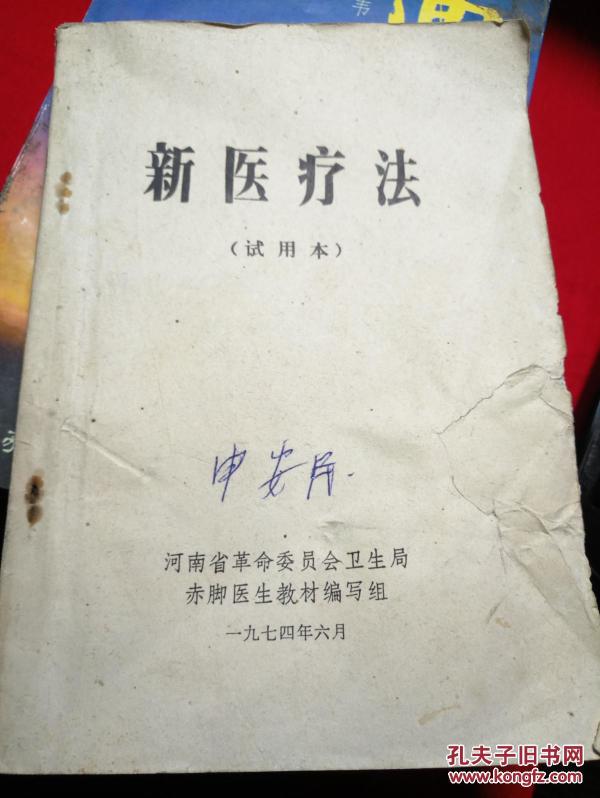 新医疗法
（试用本）
申安民.
河南省革命委员会卫生局
赤脚医生教材编写组
一九七四年六月
孔夫子旧书网
www.kongfz.com